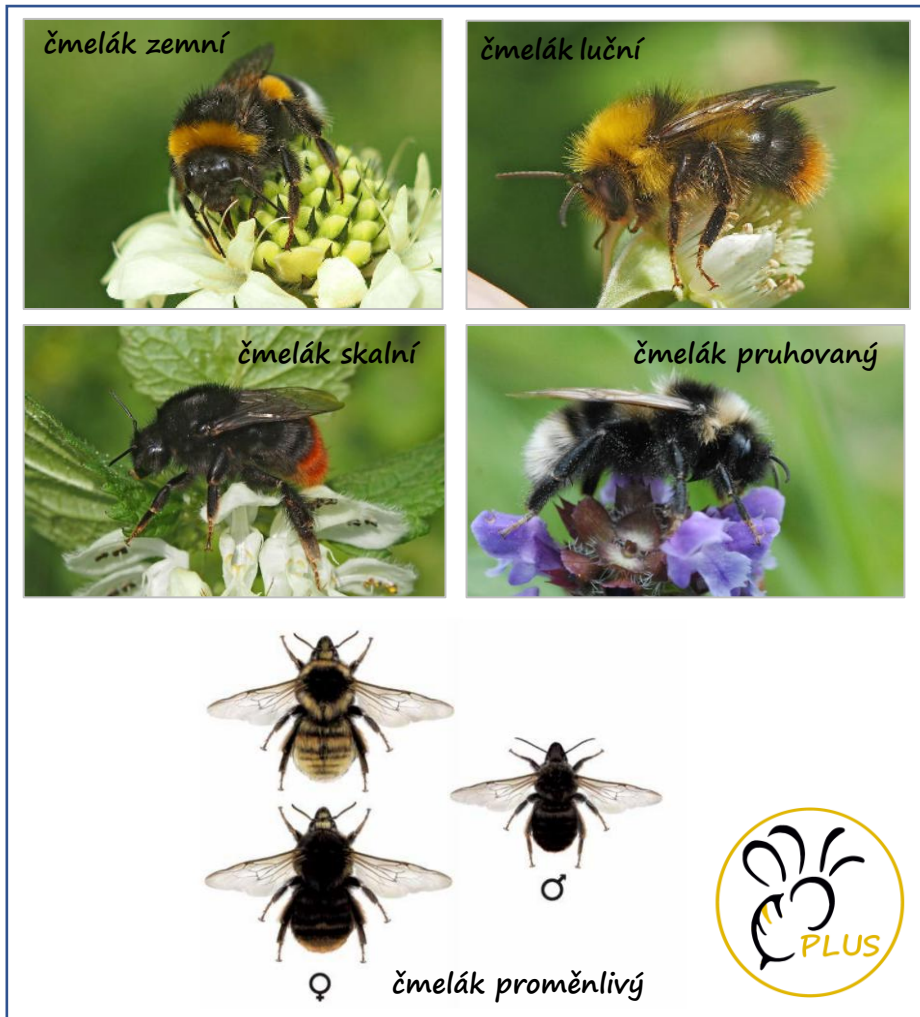 čmelák zemní
čmelák luční
čmelák skalní
čmelák pruhovaný
♂
♀
čmelák proměnlivý
PLUS